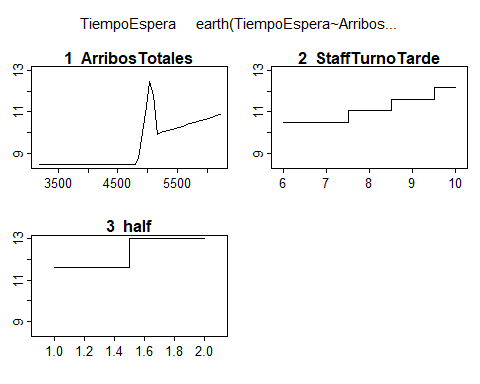 TiempoEspera earth(TiempoEspera~Arribos...
1 ArribosTotales
2 StaffTurnoTarde
13
11
9
3500 4500 5500
13
11
9
6 7 8 9 10
3 half
13
11
9
1.0 1.2 1.4 1.6 1.8 2.0